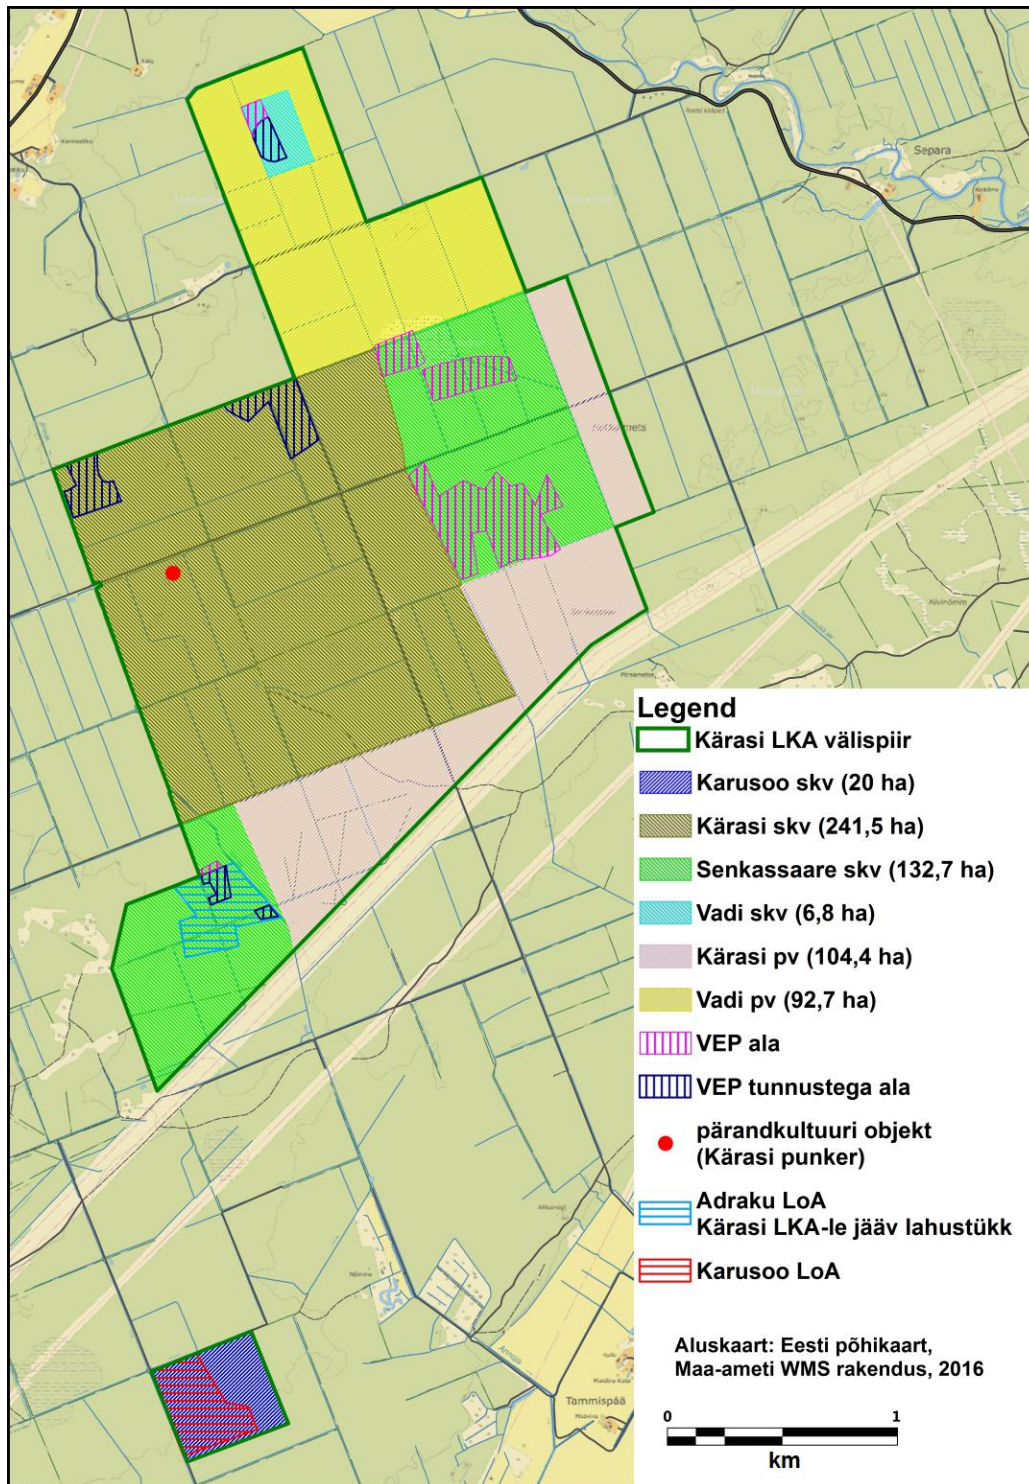 Separa
Kivinõmme
Legend
Kärasi LKA välispiir
Karusoo skv (20 ha)
Kärasi skv (241,5 ha)
Senkassaare skv (132,7 ha)
Vadi skv (6,8 ha)
Kärasi pv (104,4 ha)
Vadi pv (92,7 ha)
VEP ala
VEP tunnustega ala
pärandkultuuri objekt
(Kärasi punker)
Adraku LoA
Kärasi LKA-le jääv lahustükk
Karusoo LoA
Aluskaart: Eesti põhikaart,
Maa-ameti WMS rakendus, 2016
0 1
km
Nõmme
Tammispää